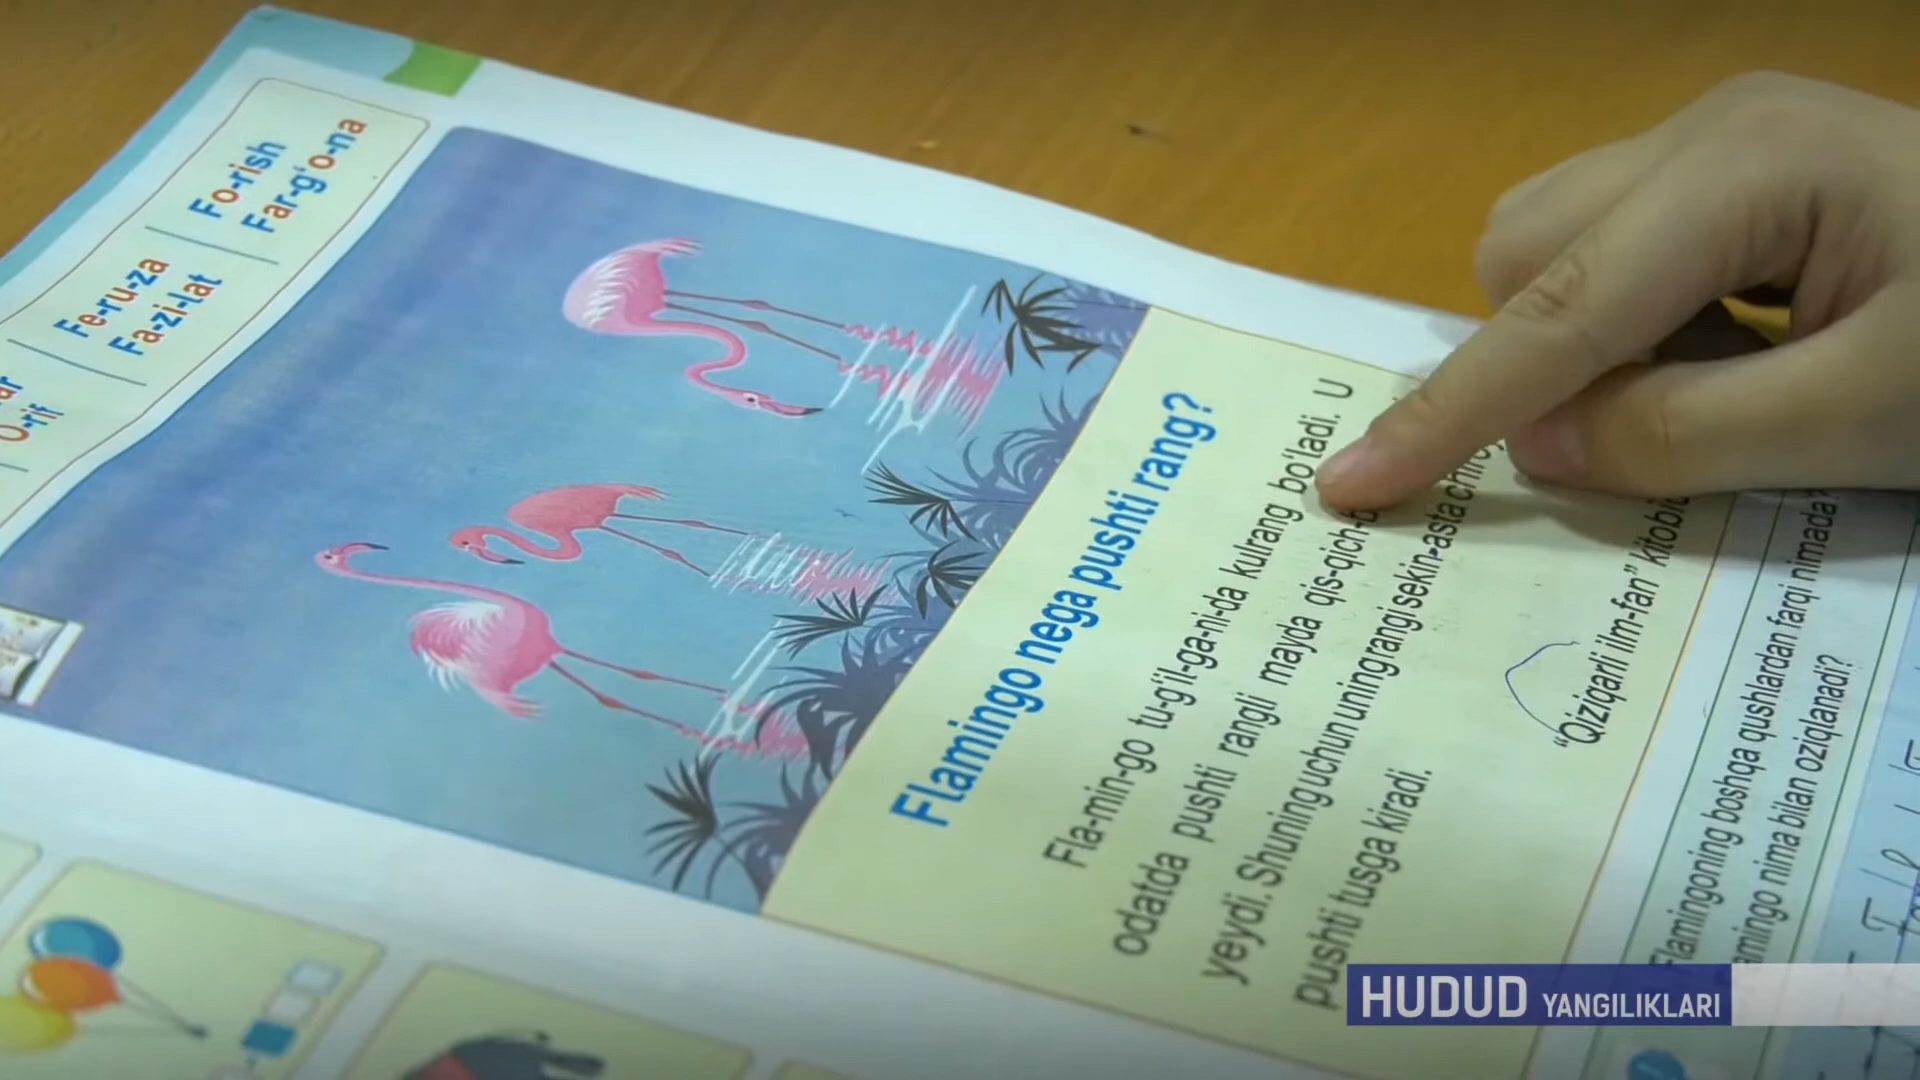 O-rif
Fe-ru-za
Fa-zi-lat
Fo-rish
Far-g‘o-na
Flamingo nega pushti rang?
Fla-min-go tu-g‘il-ga-ni-da kulrang bo‘ladi. U
odatda pushti rangli mayda qis-qich-
yeydi. Shuning uchun uning rangi sekin-asta
pushti tusga kiradi.
“Qiziqarli ilm-fan”
Flamingoning boshqa qushlardan farqi nimada?
nima bilan oziqlanadi?
HUDUD YANGILIKLARI